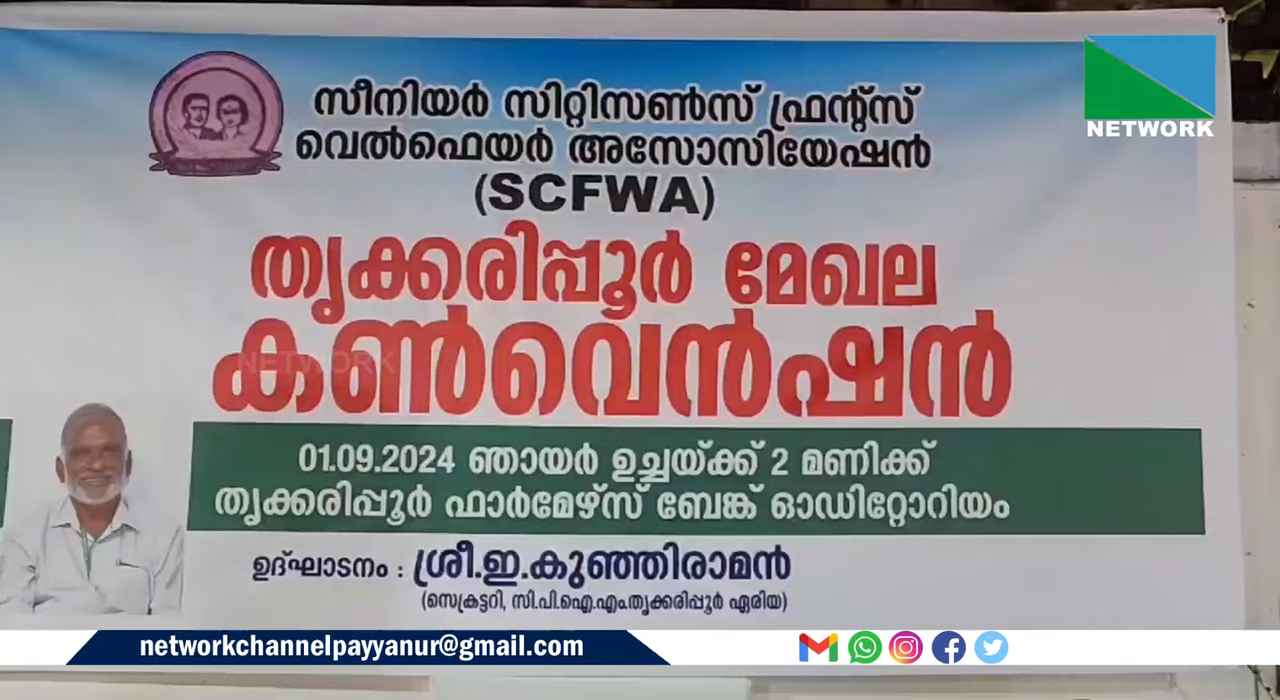 സീനിയർ സിറ്റിസൺസ് ഫ്രന്റ്സ്
വെൽഫെയർ അസോസിയേഷൻ
(SCFWA)
തൃക്കരിപ്പൂർ മേഖല
കൺവെൻഷൻ
01.09.2024 ഞായർ ഉച്ചയ്ക്ക് 2 മണിക്ക്
തൃക്കരിപ്പൂർ ഫാർമേഴ്സ് ബേങ്ക് ഓഡിറ്റോറിയം
ഉദ്ഘാടനം : ശ്രീ.ഇ.കുഞ്ഞിരാമൻ
(സെക്രട്ടറി, സി.പി.ഐ.എം.തൃക്കരിപ്പൂർ ഏരിയ)
NETWORK
NETWORK
networkchannelpayyanur@gmail.com